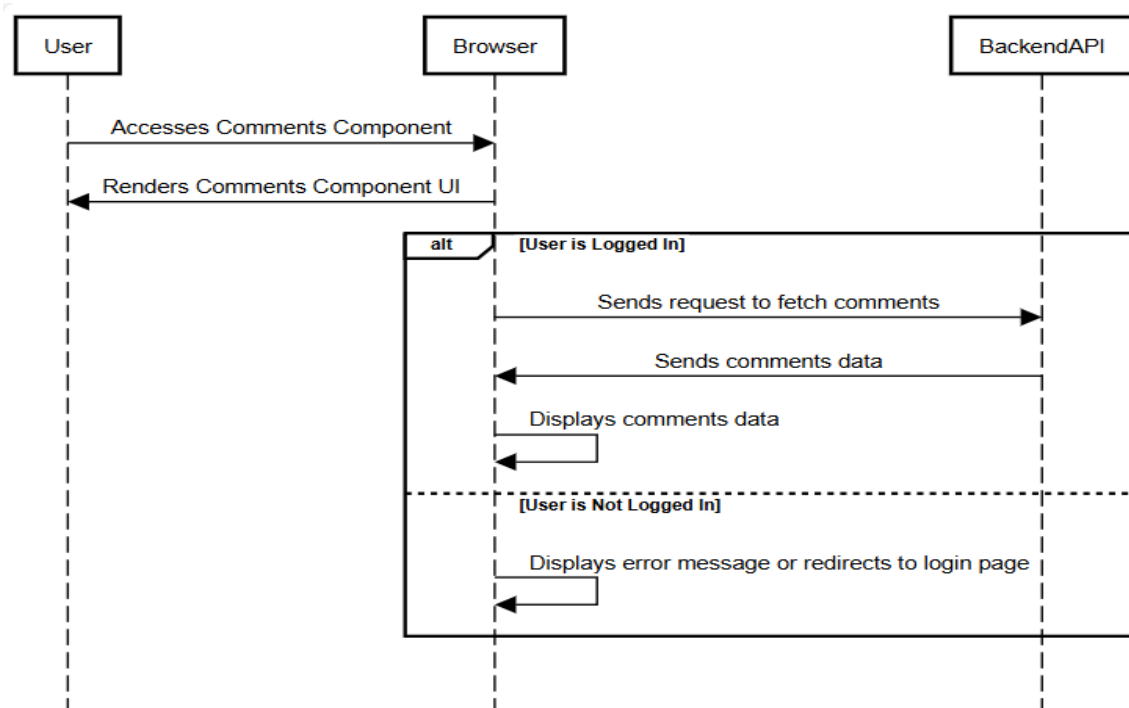 User
Browser
BackendAPI
Accesses Comments Component
Renders Comments Component UI
alt
[User is Logged In]
Sends request to fetch comments
Sends comments data
Displays comments data
[User is Not Logged In]
Displays error message or redirects to login page